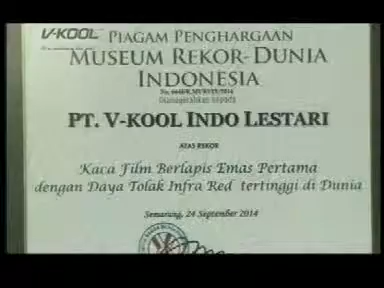 V-KOOL
PIAGAM PENGHARGAAN
MUSEUM REKOR-DUNIA
INDONESIA
Dianugerahkan kepada
PT. V-KOOL INDO LESTARI
ATAS REKOR
Kaca Film Berlapis Emas Pertama
dengan Daya Tolak Infra Red tertinggi di Dunia
Semarang, 24 September 2014